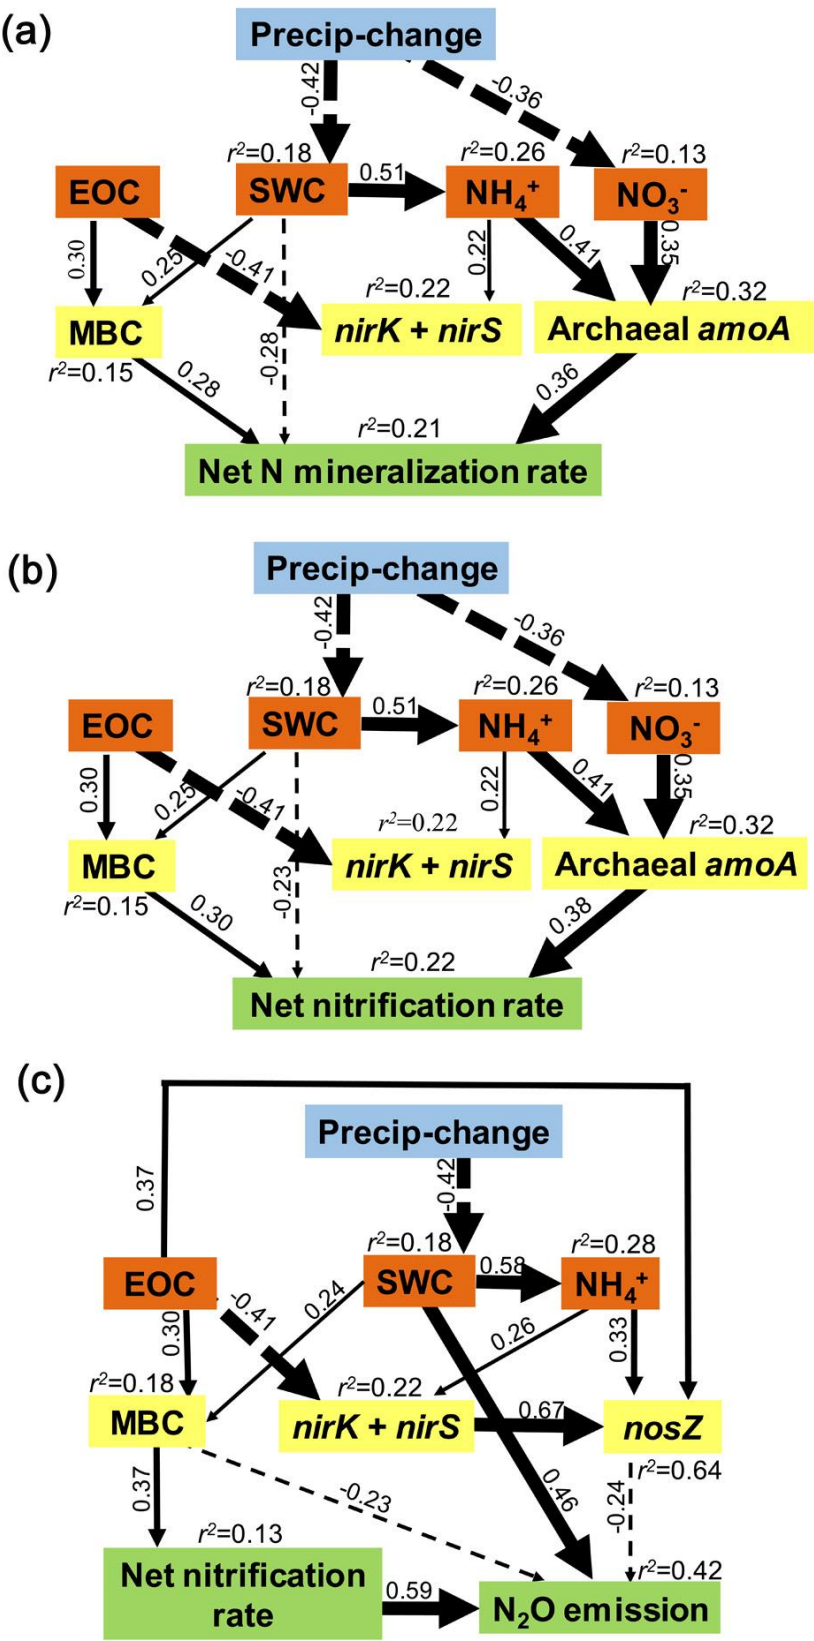 (a)
Precip-change
-0.42
-0.36
r²=0.18
r²=0.26
r²=0.13
EOC
SWC
0.51
NH₄⁺
NO₃⁻
0.30
0.25
-0.41
0.22
0.41
0.35
r²=0.22
r²=0.32
MBC
nirK + nirS
Archaeal amoA
r²=0.15
-0.28
0.28
0.36
r²=0.21
Net N mineralization rate
(b)
Precip-change
-0.42
-0.36
r²=0.18
r²=0.26
r²=0.13
EOC
SWC
0.51
NH₄⁺
NO₃⁻
0.30
0.25
-0.41
0.22
0.41
0.35
r²=0.22
r²=0.32
MBC
nirK + nirS
Archaeal amoA
r²=0.15
-0.23
0.30
0.38
r²=0.22
Net nitrification rate
(c)
Precip-change
0.37
-0.42
r²=0.18
r²=0.28
EOC
SWC
0.58
NH₄⁺
0.30
-0.41
0.24
0.26
0.33
r²=0.18
r²=0.22
MBC
nirK + nirS
0.67
nosZ
r²=0.64
0.37
-0.23
0.46
-0.24
r²=0.13
r²=0.42
Net nitrification
rate
0.59
N₂O emission